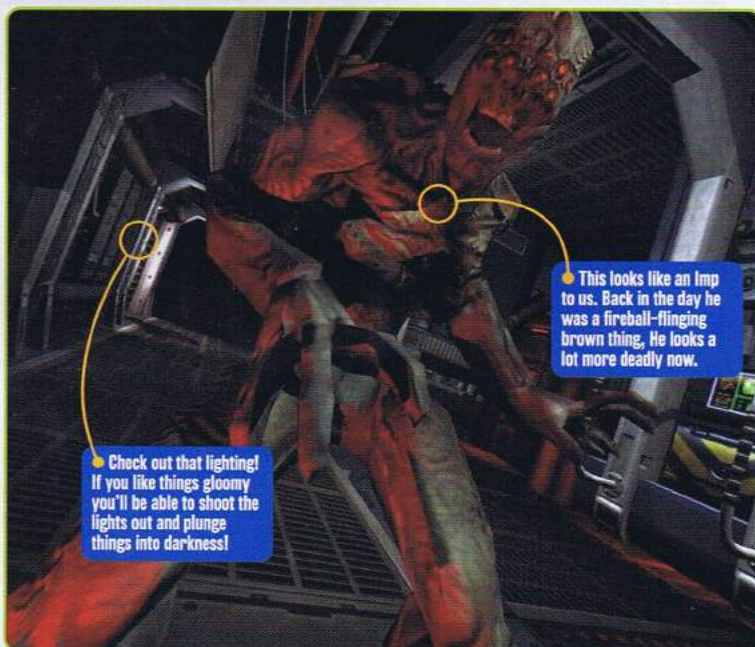 This looks like an Imp
to us. Back in the day he
was a fireball-flinging
brown thing, He looks a
lot more deadly now.
Check out that lighting!
If you like things gloomy
you'll be able to shoot the
lights out and plunge
things into darkness!